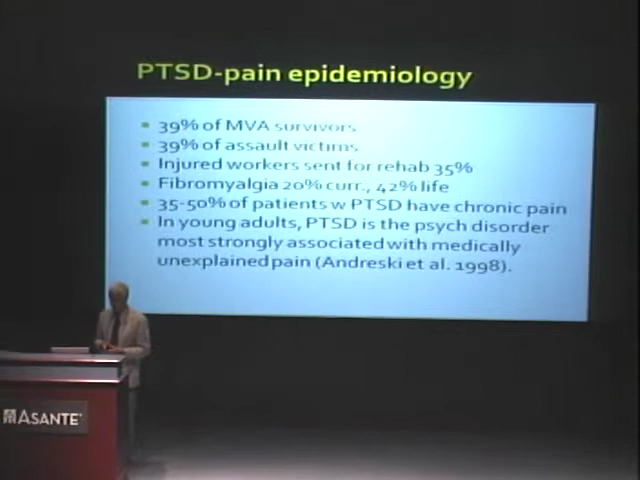 PTSD-pain epidemiology
39% of MVA survivors
39% of assault victims
Injured workers sent for rehab 35%
Fibromyalgia 20% curr., 42% life
35-50% of patients w PTSD have chronic pain
In young adults, PTSD is the psych disorder
most strongly associated with medically
unexplained pain (Andreski et al. 1998).
ASANTE